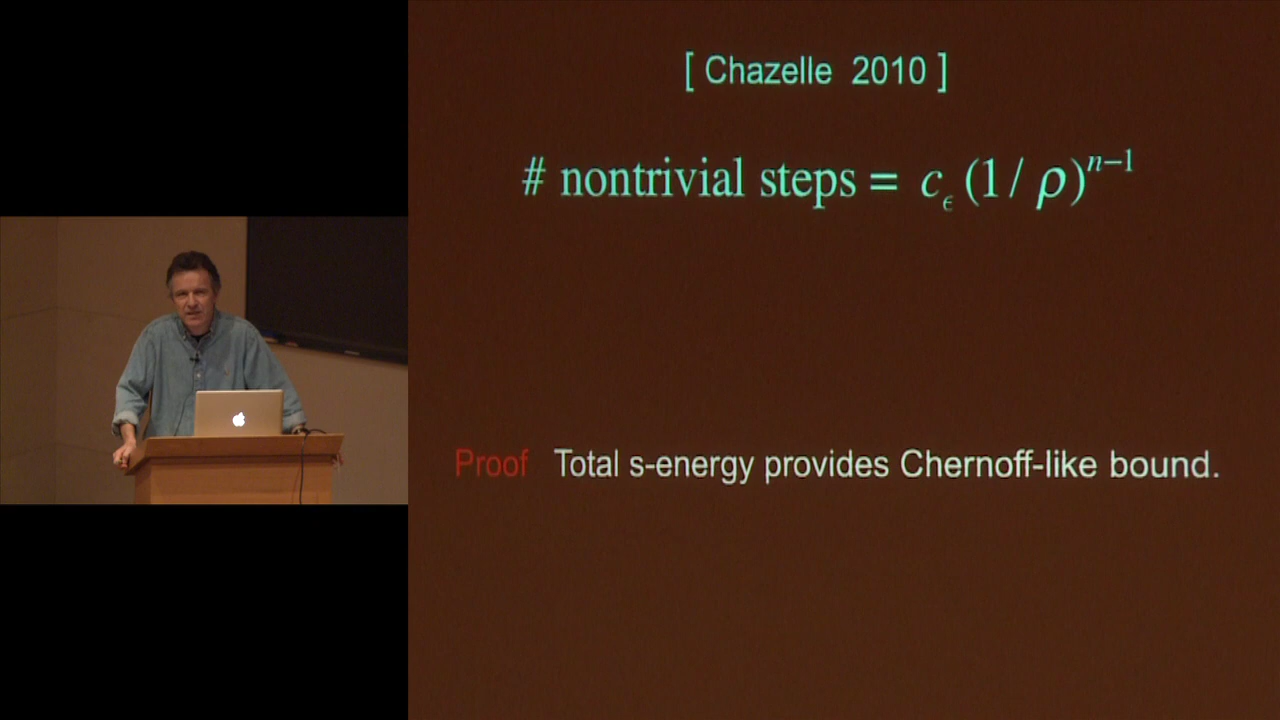 [ Chazelle 2010 ]
# nontrivial steps = c_ϵ (1 / ρ)^{n−1}
Proof Total s-energy provides Chernoff-like bound.